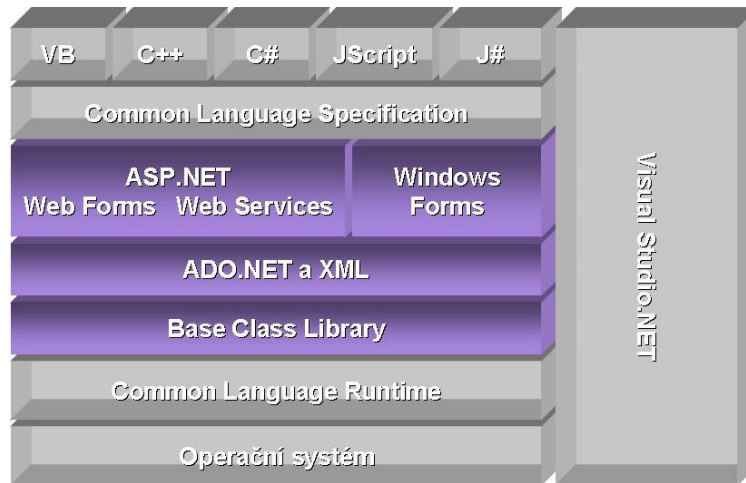 VB C++ C# JScript J#
Common Language Specification
ASP.NET
Web Forms Web Services
Windows
Forms
ADO.NET a XML
Base Class Library
Common Language Runtime
Operační systém
Visual Studio.NET